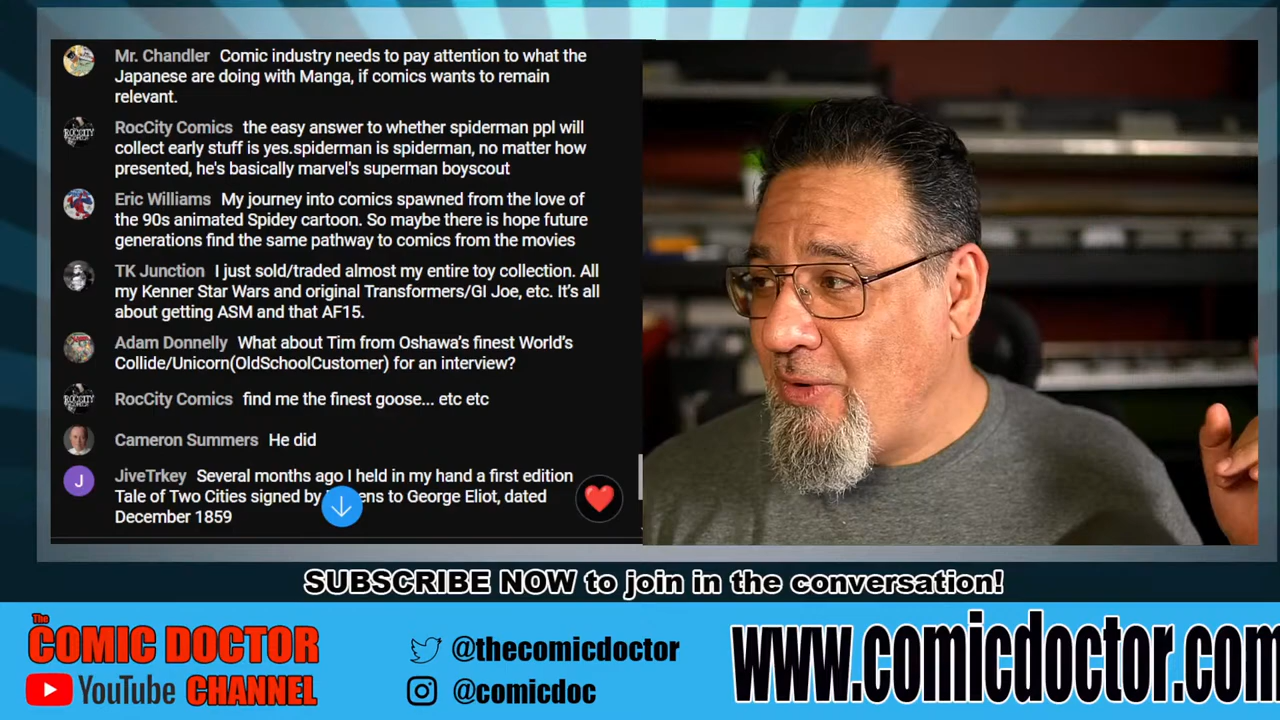 Mr. Chandler Comic industry needs to pay attention to what the
Japanese are doing with Manga, if comics wants to remain
relevant.
RocCity Comics the easy answer to whether spiderman ppl will
collect early stuff is yes.spiderman is spiderman, no matter how
presented, he's basically marvel's superman boyscout
Eric Williams My journey into comics spawned from the love of
the 90s animated Spidey cartoon. So maybe there is hope future
generations find the same pathway to comics from the movies
TK Junction I just sold/traded almost my entire toy collection. All
my Kenner Star Wars and original Transformers/GI Joe, etc. It's all
about getting ASM and that AF15.
Adam Donnelly What about Tim from Oshawa's finest World's
Collide/Unicorn(OldSchoolCustomer) for an interview?
RocCity Comics find me the finest goose... etc etc
Cameron Summers He did
J
JiveTrkey Several months ago I held in my hand a first edition
Tale of Two Cities signed by to George Eliot, dated
December 1859
SUBSCRIBE NOW to join in the conversation!
The
COMIC DOCTOR
YouTube CHANNEL
@thecomicdoctor
@comicdoc
www.comicdoctor.com